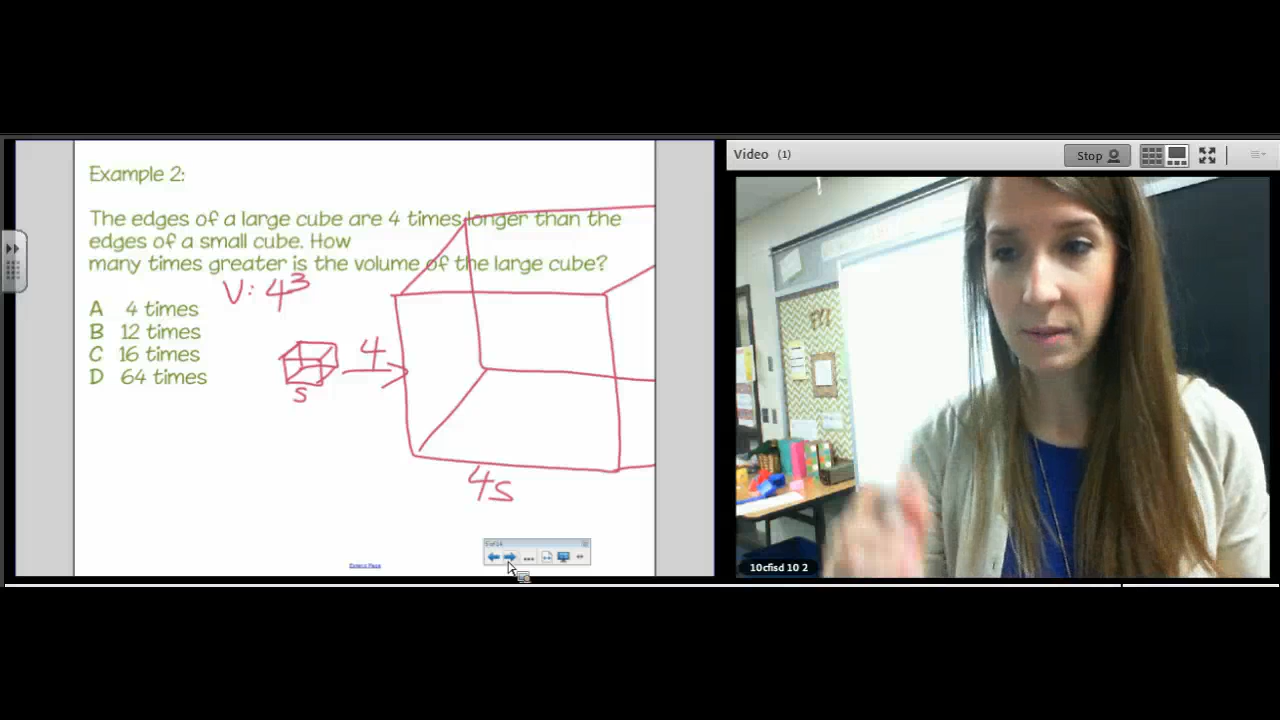 Example 2:
The edges of a large cube are 4 times longer than the
edges of a small cube. How
many times greater is the volume of the large cube?
V: 4³
A 4 times
B 12 times
C 16 times
D 64 times
4
s
4s
Video (1)
Stop
10cfisd 10 2